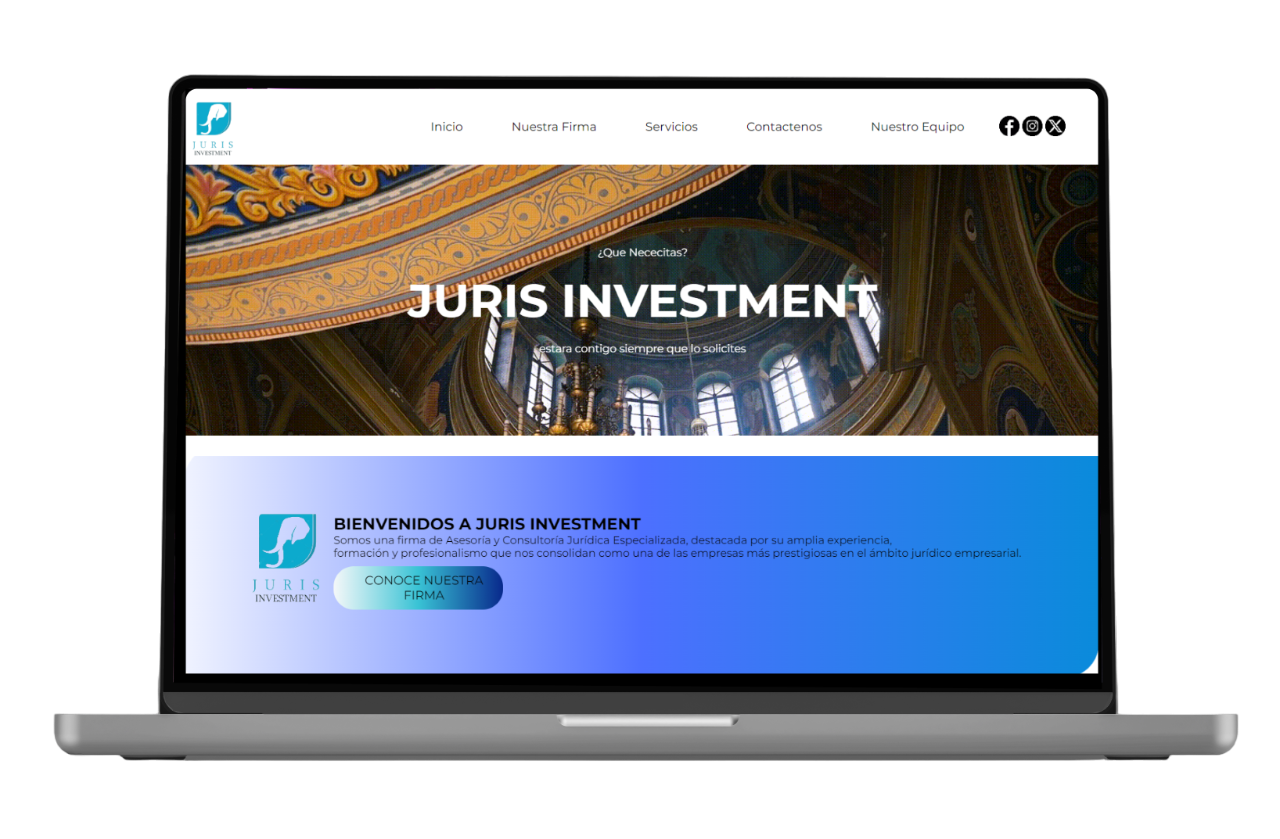 JURIS
INVESTMENT
Inicio
Nuestra Firma
Servicios
Contactenos
Nuestro Equipo
¿Que Nececitas?
JURIS INVESTMENT
estara contigo siempre que lo solicites
JURIS
INVESTMENT
BIENVENIDOS A JURIS INVESTMENT
Somos una firma de Asesoría y Consultoría Jurídica Especializada, destacada por su amplia experiencia,
formación y profesionalismo que nos consolidan como una de las empresas más prestigiosas en el ámbito jurídico empresarial.
CONOCE NUESTRA
FIRMA